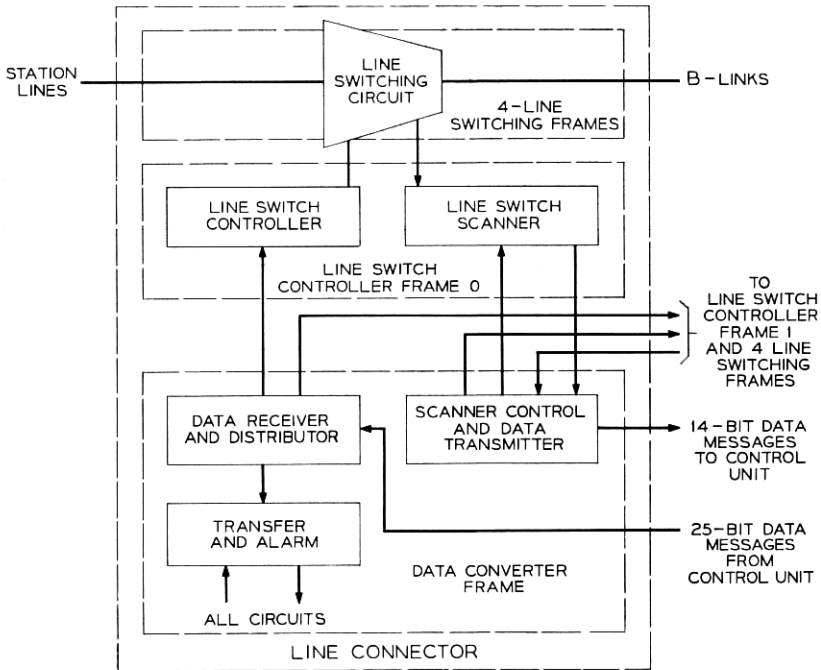 STATION
LINES
LINE
SWITCHING
CIRCUIT
B-LINKS
4-LINE
SWITCHING FRAMES
LINE SWITCH
CONTROLLER
LINE SWITCH
SCANNER
LINE SWITCH
CONTROLLER FRAME 0
TO
LINE SWITCH
CONTROLLER
FRAME 1
AND 4 LINE
SWITCHING
FRAMES
DATA RECEIVER
AND DISTRIBUTOR
SCANNER CONTROL
AND DATA
TRANSMITTER
14-BIT DATA
MESSAGES
TO CONTROL
UNIT
TRANSFER
AND ALARM
25-BIT DATA
MESSAGES
FROM
CONTROL UNIT
DATA CONVERTER
FRAME
ALL CIRCUITS
LINE CONNECTOR